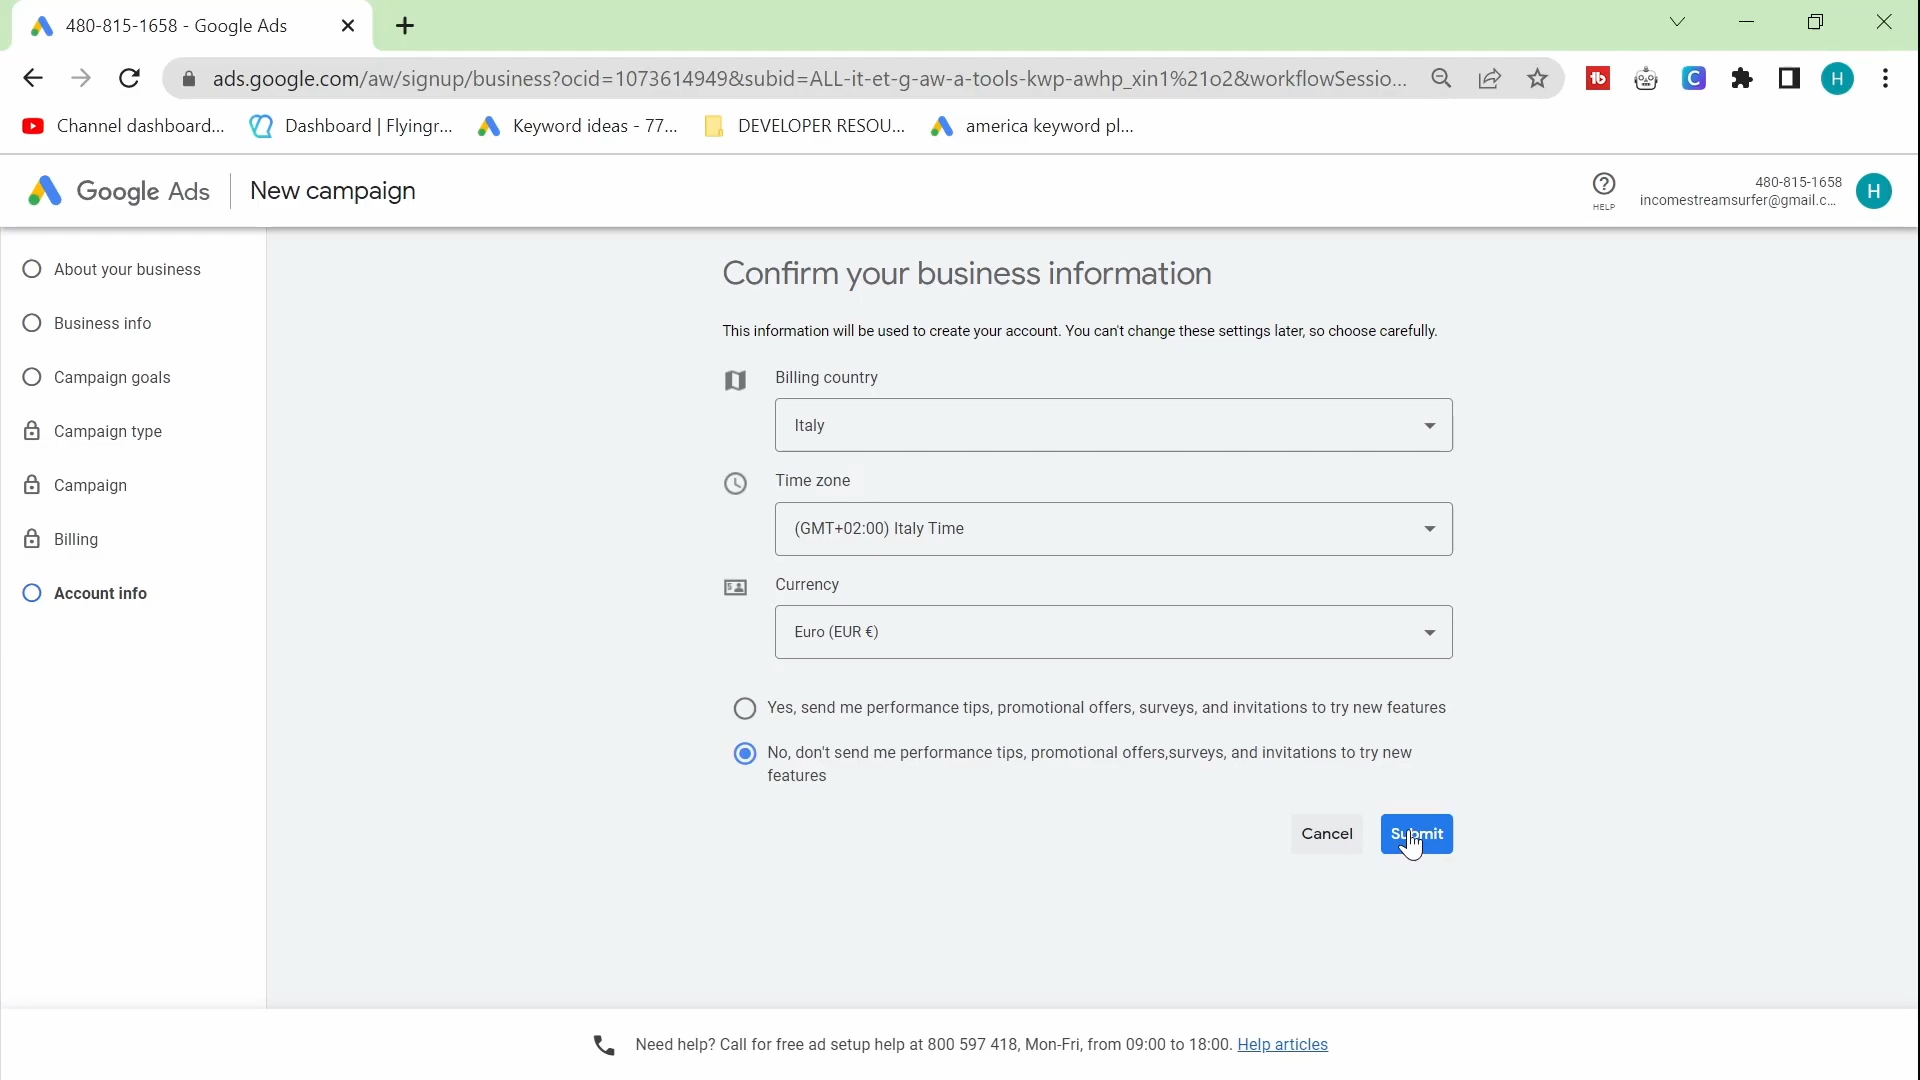 480-815-1658 - Google Ads
ads.google.com/aw/signup/business?ocid=1073614949&subid=ALL-it-et-g-aw-a-tools-kwp-awhp_xin1%21o2&workflowSessio...
tb
C
H
Channel dashboard...
Dashboard | Flyingr...
Keyword ideas - 77...
DEVELOPER RESOU...
america keyword pl...
Google Ads
New campaign
HELP
480-815-1658
incomestreamsurfer@gmail.c...
H
About your business
Business info
Campaign goals
Campaign type
Campaign
Billing
Account info
Confirm your business information
This information will be used to create your account. You can't change these settings later, so choose carefully.
Billing country
Italy
Time zone
(GMT+02:00) Italy Time
Currency
Euro (EUR €)
Yes, send me performance tips, promotional offers, surveys, and invitations to try new features
No, don't send me performance tips, promotional offers,surveys, and invitations to try new
features
Cancel
Submit
Need help? Call for free ad setup help at 800 597 418, Mon-Fri, from 09:00 to 18:00. Help articles